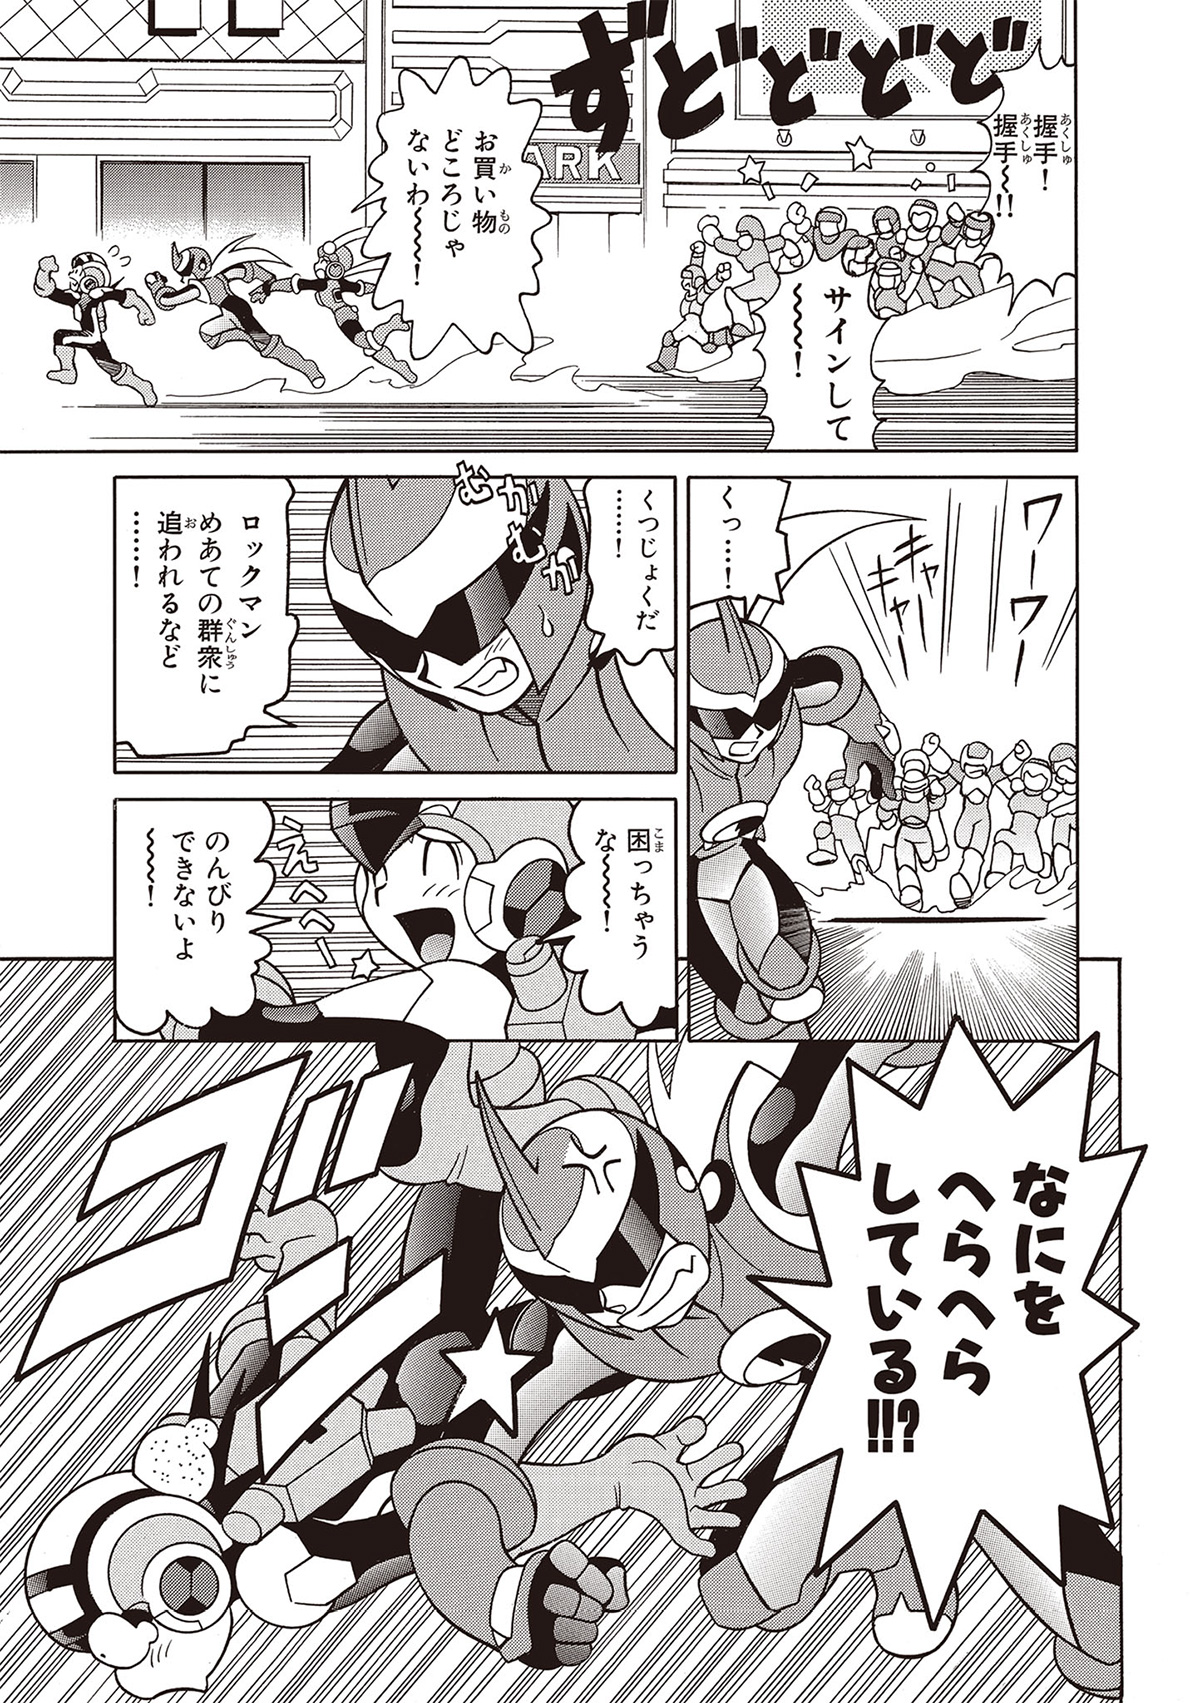 ずどどどど
握手！
握手～!!
サインして
～～！
お買い物
どころじゃ
ないわ～～！
ARK
ワーワー
キャーキャー
くっ…！
くつじょくだ
……！
むかむか
ロックマン
めあての群衆に
追われるなど
……！
困っちゃう
な～～！
えへへー
のんびり
できないよ
～～！
なにを
へらへら
している!!?
ゴン